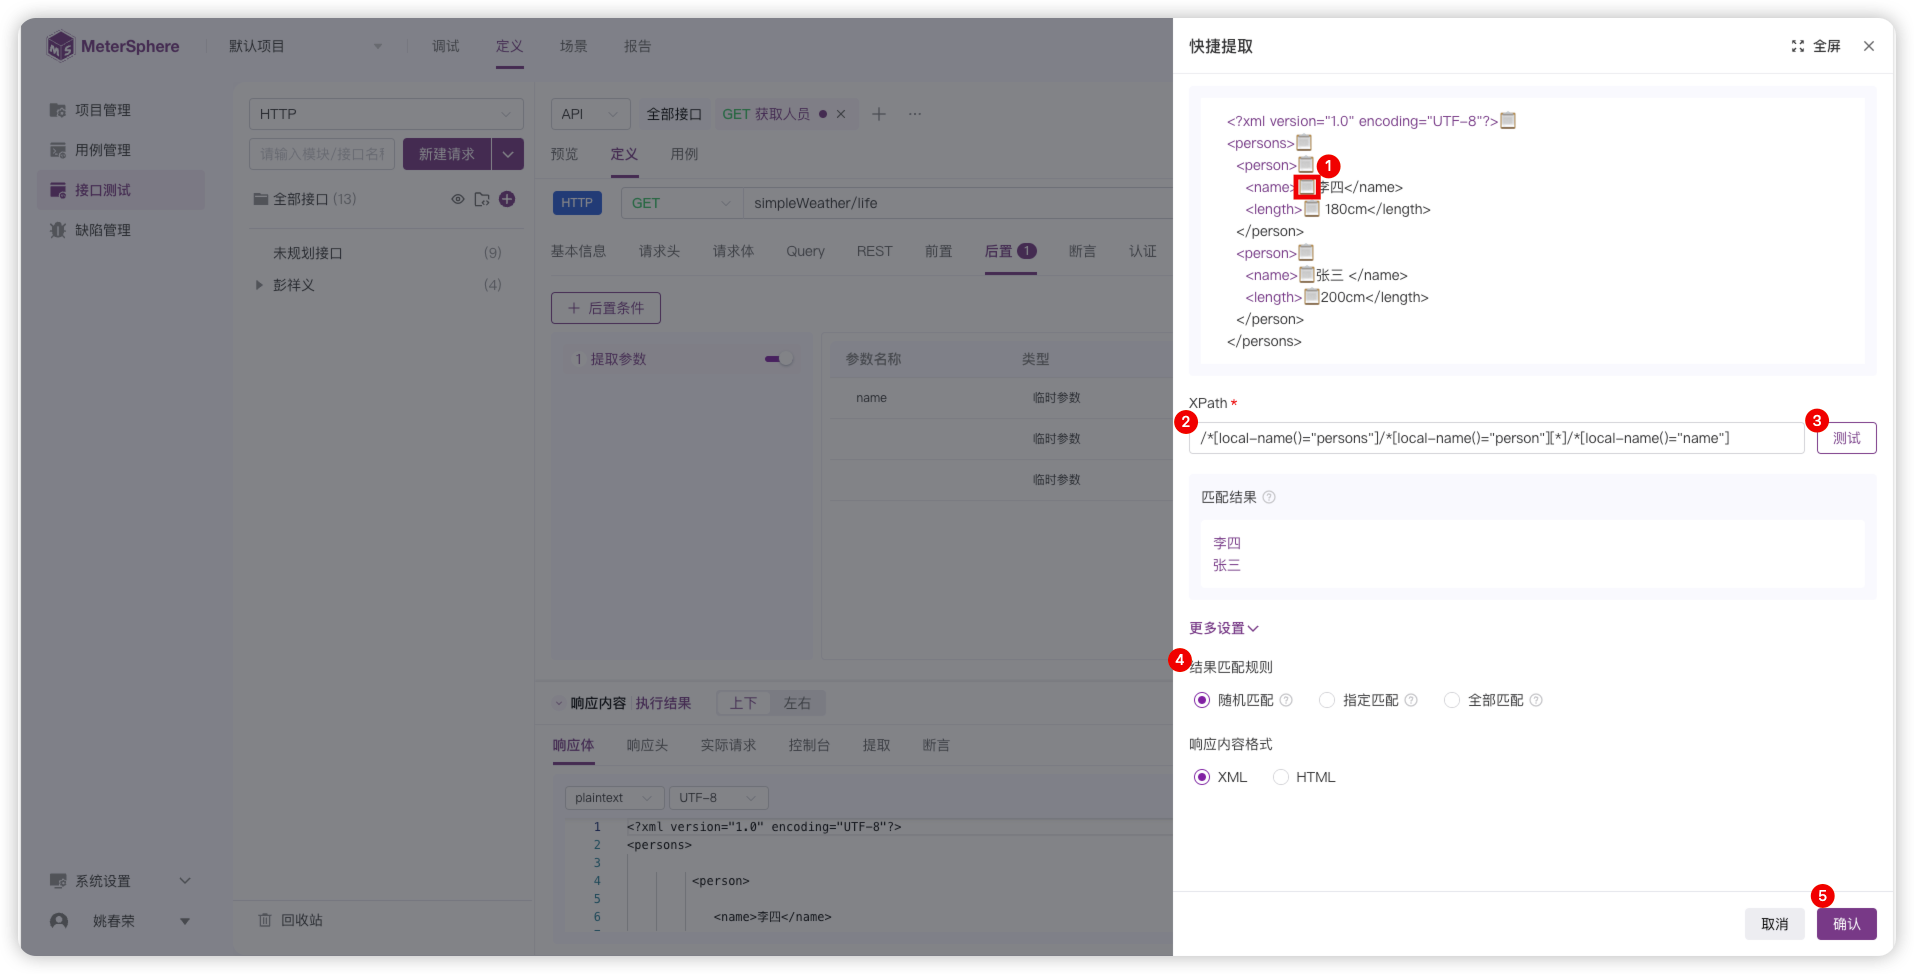 MeterSphere
默认项目
调试 定义 场景 报告
项目管理
用例管理
接口测试
缺陷管理
系统设置
姚春荣
HTTP
请输入模块/接口名称
新建请求
全部接口 (13)
未规划接口 (9)
彭祥义 (4)
回收站
API 全部接口 GET 获取人员
预览 定义 用例
HTTP GET simpleWeather/life
基本信息 请求头 请求体 Query REST 前置 后置 1 断言 认证
后置条件
1 提取参数
参数名称 类型
name 临时参数
临时参数
临时参数
响应内容 执行结果 上下 左右
响应体 响应头 实际请求 控制台 提取 断言
plaintext UTF-8
1 <?xml version="1.0" encoding="UTF-8"?>
2 <persons>
3
4 <person>
5
6 <name>李四</name>
快捷提取 全屏
<?xml version="1.0" encoding="UTF-8"?>
<persons>
<person> 1
<name>李四</name>
<length> 180cm</length>
</person>
<person>
<name>张三 </name>
<length>200cm</length>
</person>
</persons>
XPath *
2 /*[local-name()="persons"]/*[local-name()="person"][*]/*[local-name()="name"] 3 测试
匹配结果
李四
张三
更多设置
4 结果匹配规则
随机匹配 指定匹配 全部匹配
响应内容格式
XML HTML
5
取消 确认